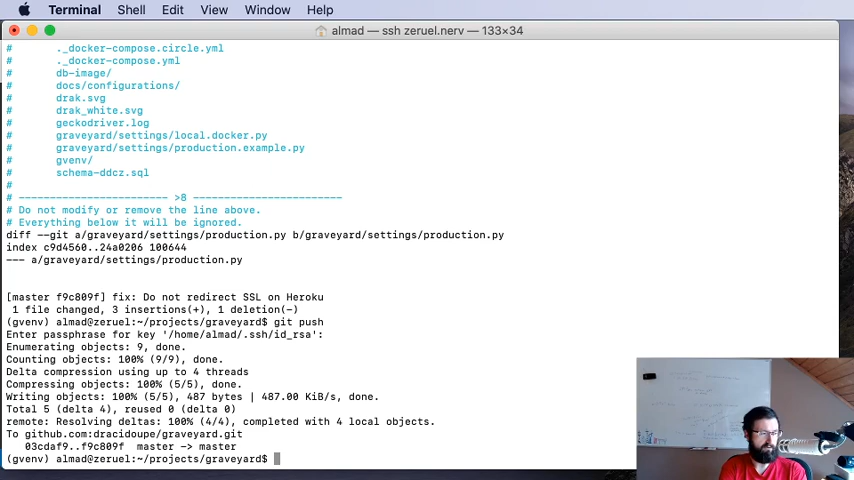 Terminal Shell Edit View Window Help
almad — ssh zeruel.nerv — 133×34
# ._docker-compose.circle.yml
# ._docker-compose.yml
# db-image/
# docs/configurations/
# drak.svg
# drak_white.svg
# geckodriver.log
# graveyard/settings/local.docker.py
# graveyard/settings/production.example.py
# gvenv/
# schema-ddcz.sql
#
# ------------------------ >8 ------------------------
# Do not modify or remove the line above.
# Everything below it will be ignored.
diff --git a/graveyard/settings/production.py b/graveyard/settings/production.py
index c9d4560..24a0206 100644
--- a/graveyard/settings/production.py
[master f9c809f] fix: Do not redirect SSL on Heroku
1 file changed, 3 insertions(+), 1 deletion(-)
(gvenv) almad@zeruel:~/projects/graveyard$ git push
Enter passphrase for key '/home/almad/.ssh/id_rsa':
Enumerating objects: 9, done.
Counting objects: 100% (9/9), done.
Delta compression using up to 4 threads
Compressing objects: 100% (5/5), done.
Writing objects: 100% (5/5), 487 bytes | 487.00 KiB/s, done.
Total 5 (delta 4), reused 0 (delta 0)
remote: Resolving deltas: 100% (4/4), completed with 4 local objects.
To github.com:dracidoupe/graveyard.git
03cdaf9..f9c809f master -> master
(gvenv) almad@zeruel:~/projects/graveyard$